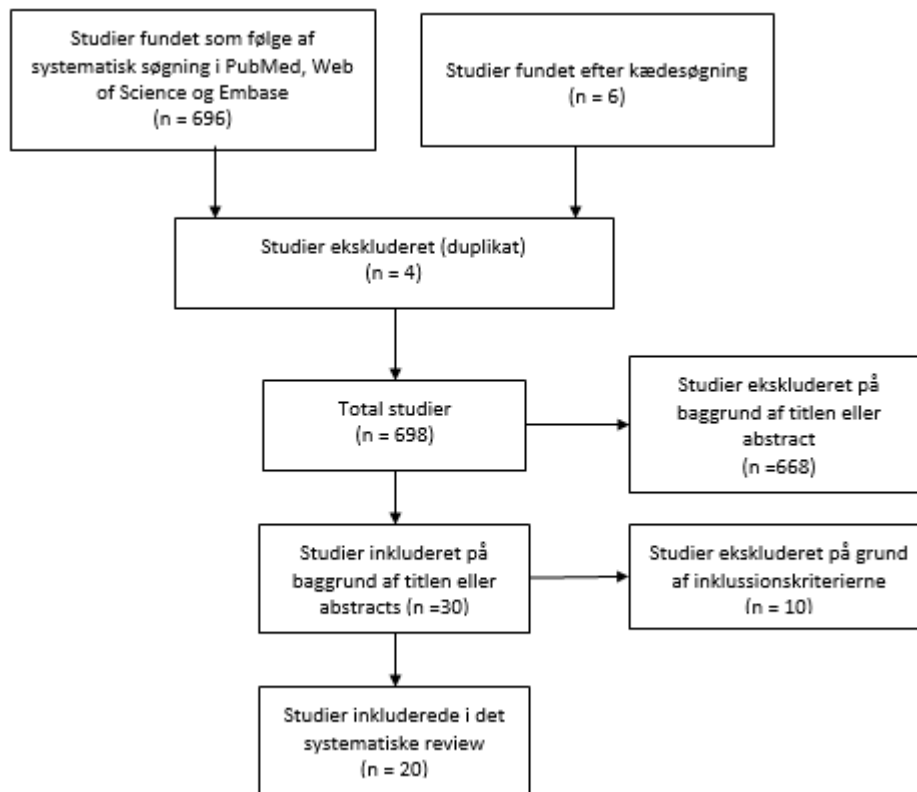 Studier fundet som følge af
systematisk søgning i PubMed, Web
of Science og Embase
(n = 696)
Studier fundet efter kædesøgning
(n = 6)
Studier ekskluderet (duplikat)
(n = 4)
Total studier
(n = 698)
Studier ekskluderet på
baggrund af titlen eller
abstract
(n =668)
Studier inkluderet på
baggrund af titlen eller
abstracts (n =30)
Studier ekskluderet på grund
af inklussionskriterierne
(n = 10)
Studier inkluderede i det
systematiske review
(n = 20)